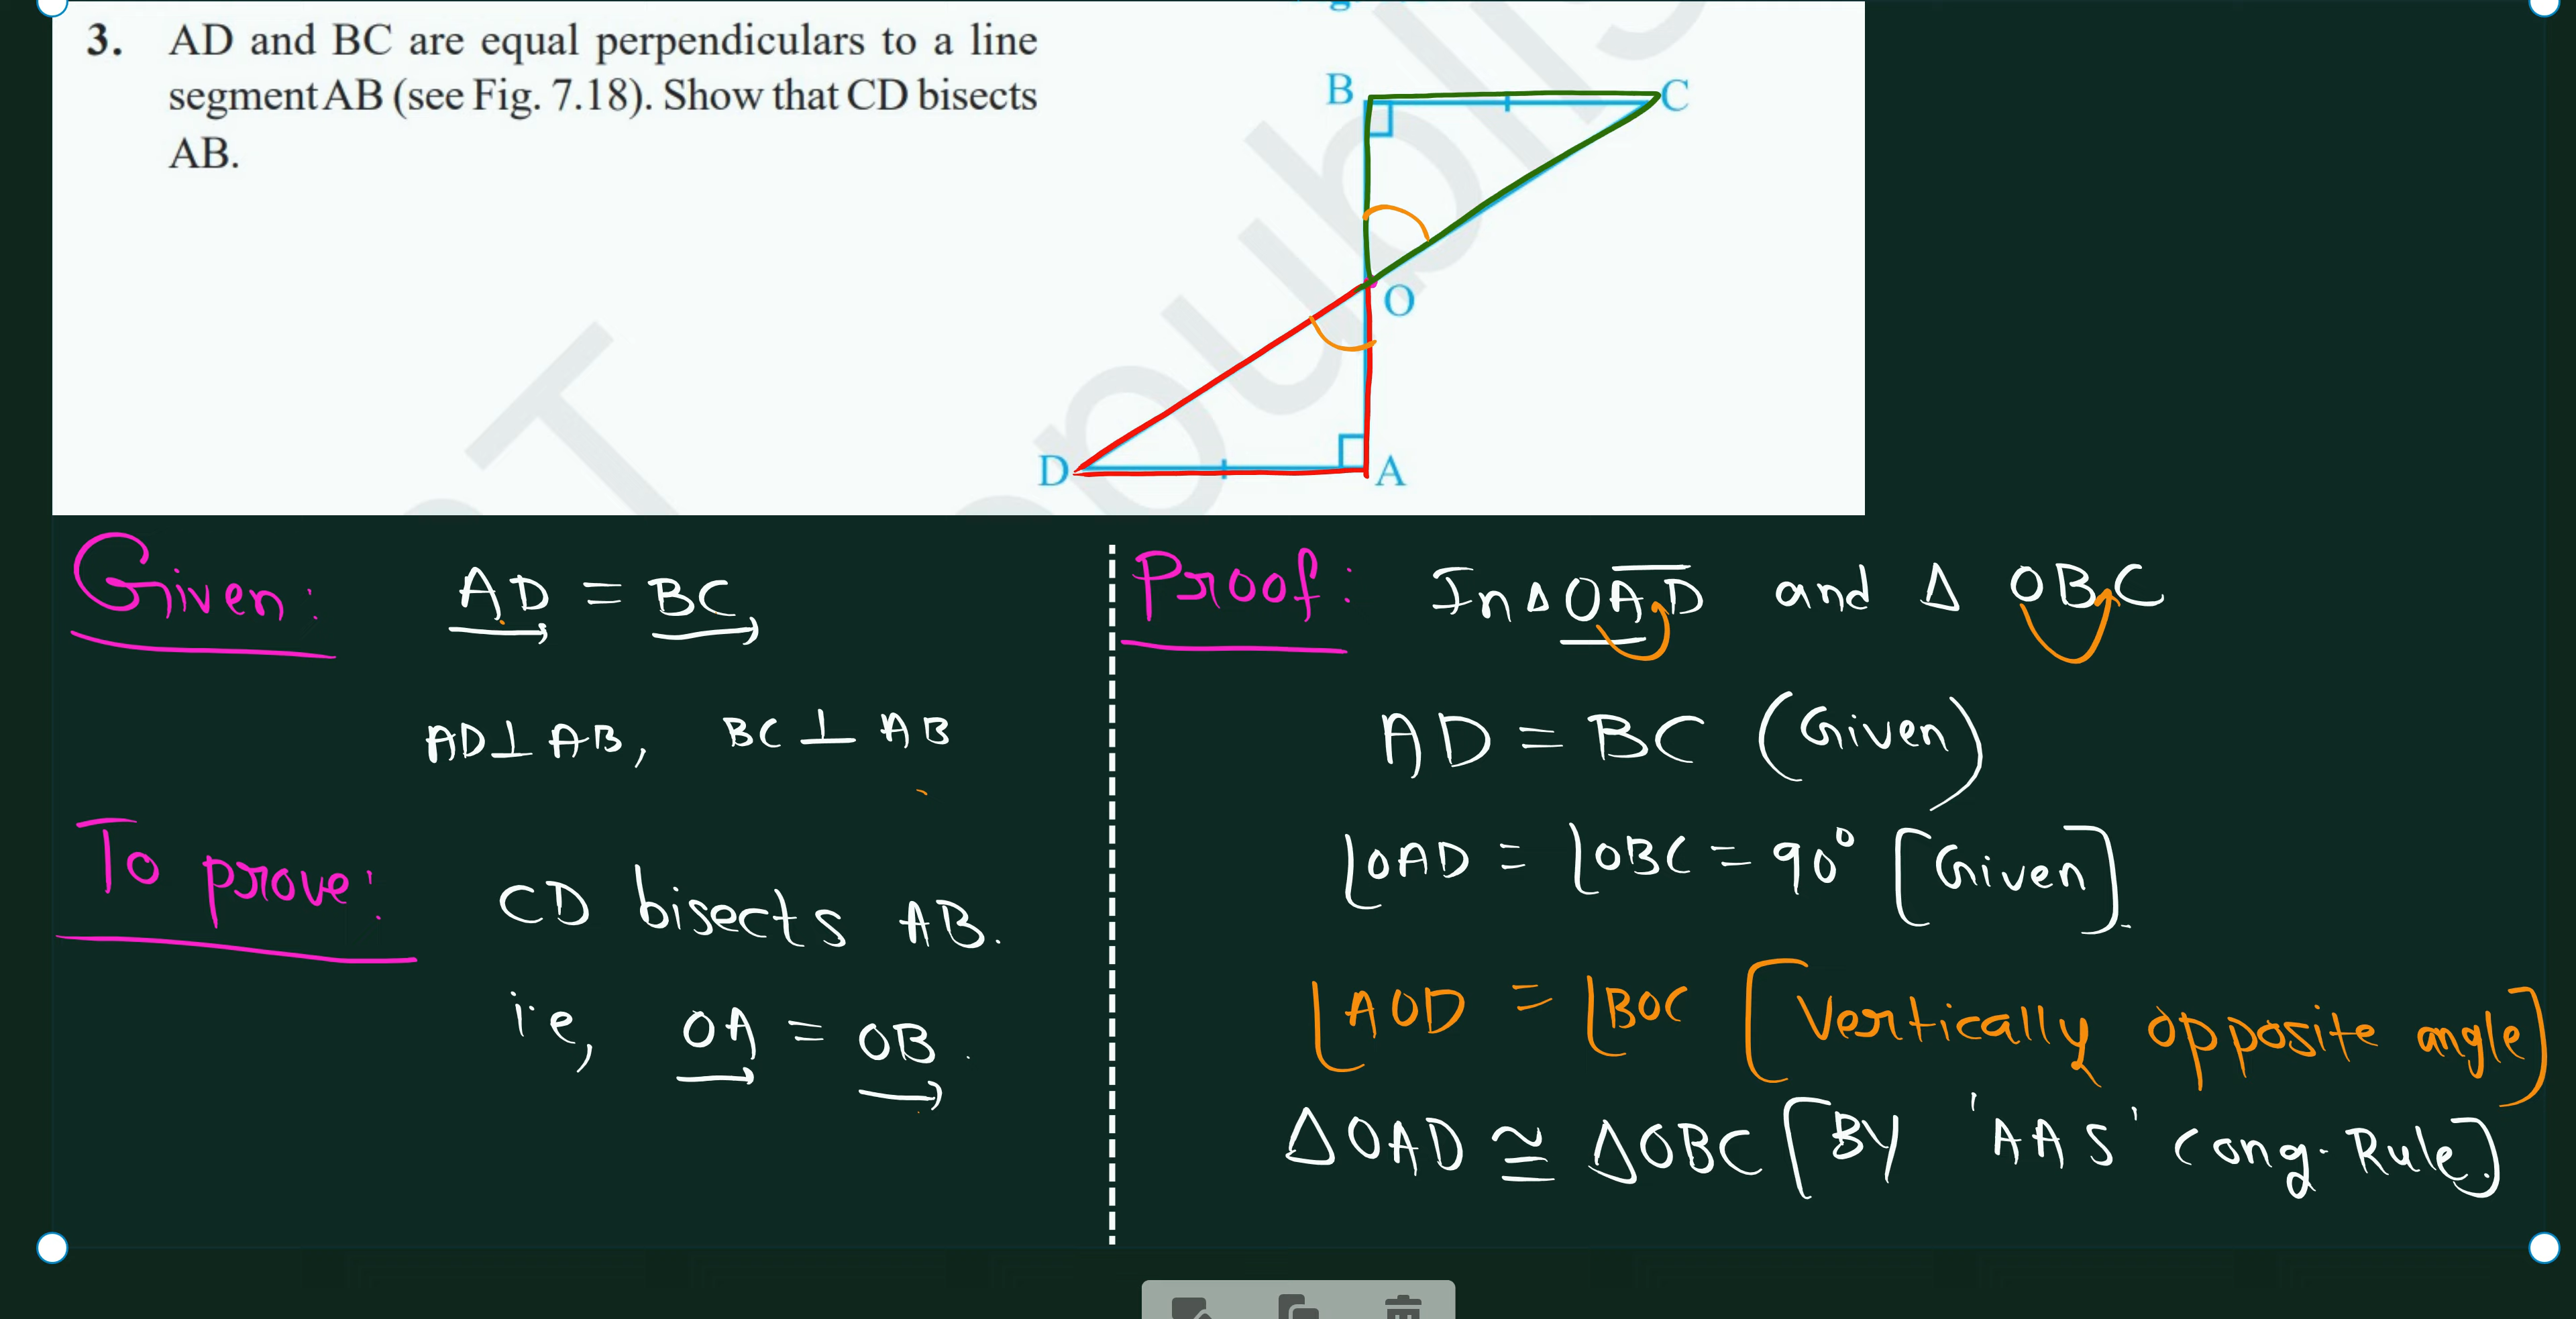 3. AD and BC are equal perpendiculars to a line
segment AB (see Fig. 7.18). Show that CD bisects
AB.
B
C
O
D
A
Given: AD = BC,
AD⊥AB, BC⊥AB
To prove: CD bisects AB.
i.e, OA = OB.
Proof: In Δ OAD and Δ OBC
AD = BC (Given)
∠OAD = ∠OBC = 90° [Given].
∠AOD = ∠BOC [Vertically opposite angle]
ΔOAD ≅ ΔOBC [By 'AAS' Cong. Rule.]